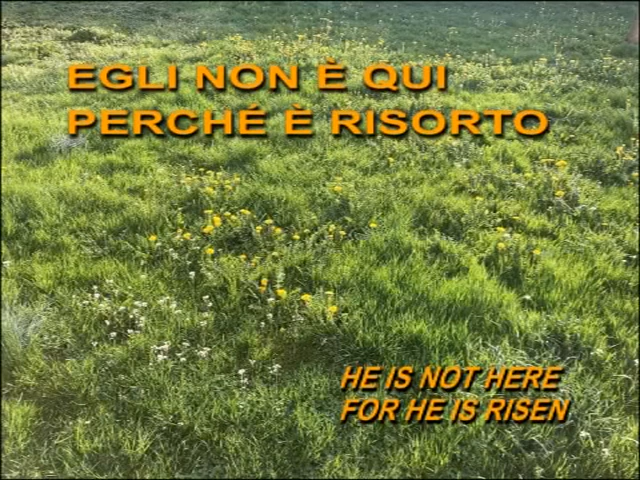 EGLI NON È QUI
PERCHÉ È RISORTO
HE IS NOT HERE
FOR HE IS RISEN